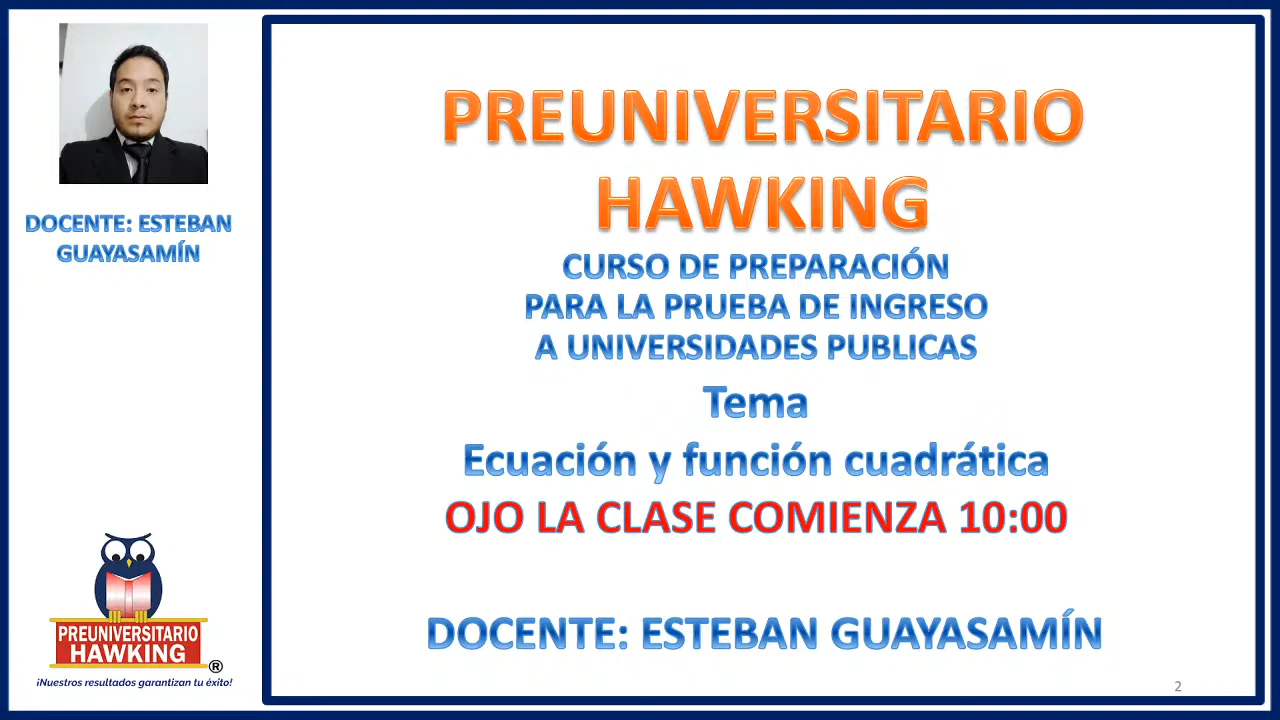 DOCENTE: ESTEBAN
GUAYASAMÍN
PREUNIVERSITARIO
HAWKING
®
¡Nuestros resultados garantizan tu éxito!
PREUNIVERSITARIO
HAWKING
CURSO DE PREPARACIÓN
PARA LA PRUEBA DE INGRESO
A UNIVERSIDADES PUBLICAS
Tema
Ecuación y función cuadrática
OJO LA CLASE COMIENZA 10:00
DOCENTE: ESTEBAN GUAYASAMÍN
2